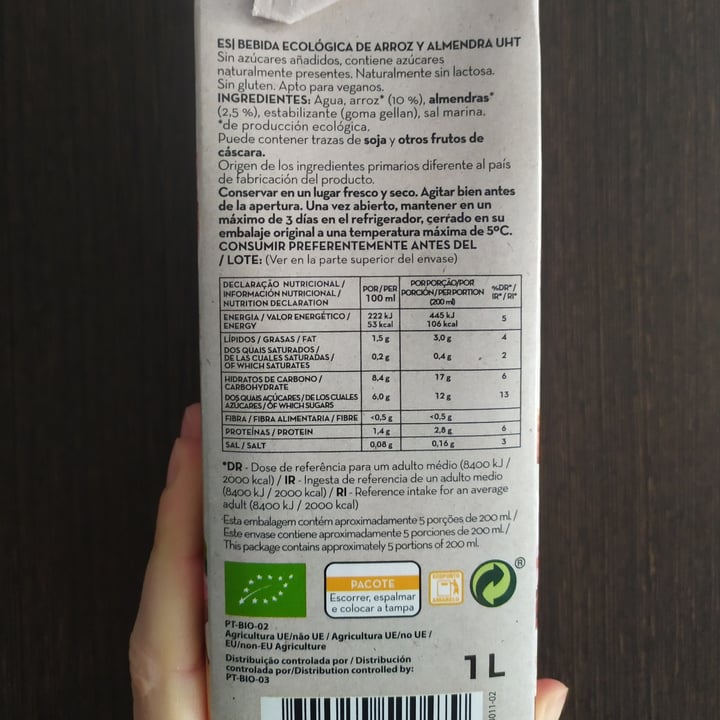 ES| BEBIDA ECOLÓGICA DE ARROZ Y ALMENDRA UHT
Sin azúcares añadidos, contiene azúcares
naturalmente presentes. Naturalmente sin lactosa.
Sin gluten. Apto para veganos.
INGREDIENTES: Agua, arroz* (10 %), almendras*
(2,5 %), estabilizante (goma gellan), sal marina.
*de producción ecológica.
Puede contener trazas de soja y otros frutos de
cáscara.
Origen de los ingredientes primarios diferente al país
de fabricación del producto.
Conservar en un lugar fresco y seco. Agitar bien antes
de la apertura. Una vez abierto, mantener en un
máximo de 3 días en el refrigerador, cerrado en su
embalaje original a una temperatura máxima de 5ºC.
CONSUMIR PREFERENTEMENTE ANTES DEL
/ LOTE: (Ver en la parte superior del envase)
DECLARAÇÃO NUTRICIONAL /
INFORMACIÓN NUTRICIONAL /
NUTRITION DECLARATION
POR / PER
100 ml
POR PORÇÃO/POR
PORCIÓN / PER PORTION
(200 ml)
%DR* /
IR* / RI*
ENERGIA / VALOR ENERGÉTICO /
ENERGY
222 kJ
53 kcal
445 kJ
106 kcal
5
LÍPIDOS / GRASAS / FAT
1,5 g
3,0 g
4
DOS QUAIS SATURADOS /
DE LAS CUALES SATURADAS /
OF WHICH SATURATES
0,2 g
0,4 g
2
HIDRATOS DE CARBONO /
CARBOHYDRATE
8,4 g
17 g
6
DOS QUAIS AÇÚCARES / DE LOS CUALES
AZÚCARES / OF WHICH SUGARS
6,0 g
12 g
13
FIBRA / FIBRA ALIMENTARIA / FIBRE
<0,5 g
<0,5 g
PROTEÍNAS / PROTEIN
1,4 g
2,8 g
6
SAL / SALT
0,08 g
0,16 g
3
*DR - Dose de referência para um adulto médio (8400 kJ /
2000 kcal) / IR - Ingesta de referencia de un adulto medio
(8400 kJ / 2000 kcal) / RI - Reference intake for an average
adult (8400 kJ / 2000 kcal)
Esta embalagem contém aproximadamente 5 porções de 200 ml. /
Este envase contiene aproximadamente 5 porciones de 200 ml. /
This package contains approximately 5 portions of 200 ml.
PACOTE
Escorrer, espalmar
e colocar a tampa
ECOPONTO
AMARELO
®
PT-BIO-02
Agricultura UE/não UE / Agricultura UE/no UE /
EU/non-EU Agriculture
Distribuição controlada por / Distribución
controlada por/Distribution controlled by:
PT-BIO-03
1 L